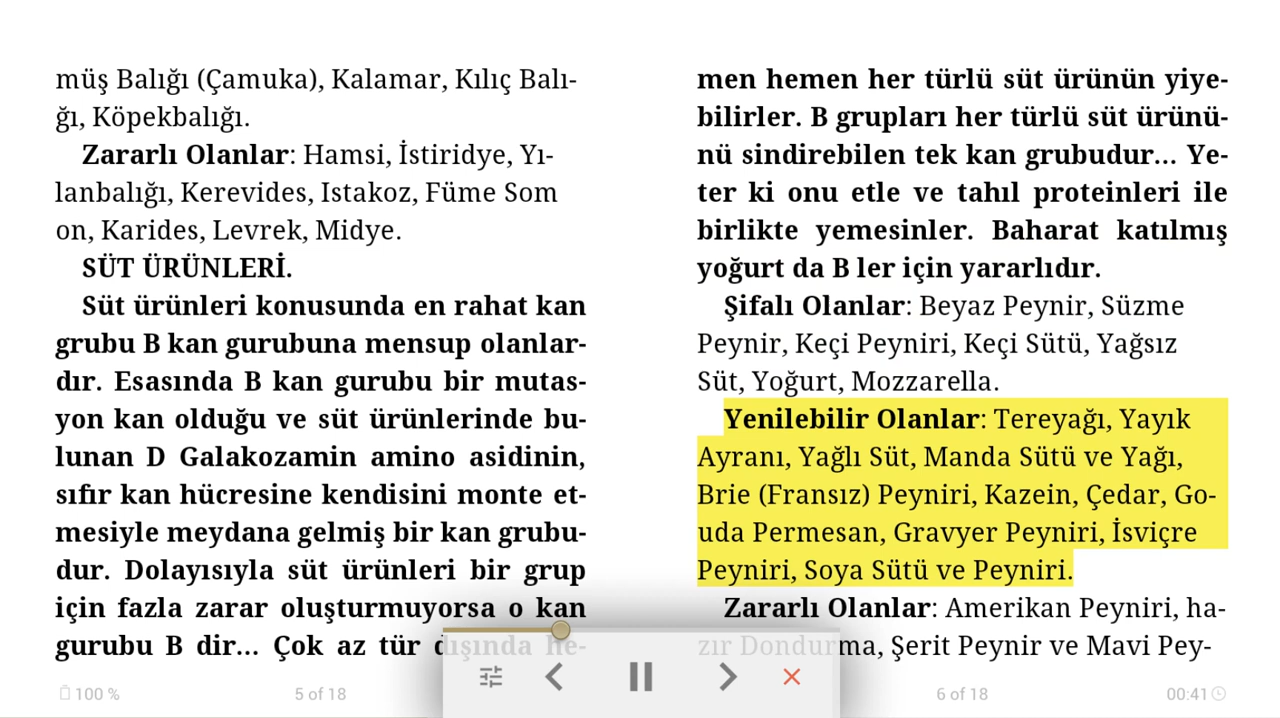 müş Balığı (Çamuka), Kalamar, Kılıç Balı-
ğı, Köpekbalığı.
Zararlı Olanlar: Hamsi, İstiridye, Yı-
lanbalığı, Kerevides, Istakoz, Füme Som
on, Karides, Levrek, Midye.
SÜT ÜRÜNLERİ.
Süt ürünleri konusunda en rahat kan
grubu B kan gurubuna mensup olanlar-
dır. Esasında B kan gurubu bir mutas-
yon kan olduğu ve süt ürünlerinde bu-
lunan D Galakozamin amino asidinin,
sıfır kan hücresine kendisini monte et-
mesiyle meydana gelmiş bir kan grubu-
dur. Dolayısıyla süt ürünleri bir grup
için fazla zarar oluşturmuyorsa o kan
gurubu B dir... Çok az tür dışında he-
men hemen her türlü süt ürünün yiye-
bilirler. B grupları her türlü süt ürünü-
nü sindirebilen tek kan grubudur... Ye-
ter ki onu etle ve tahıl proteinleri ile
birlikte yemesinler. Baharat katılmış
yoğurt da B ler için yararlıdır.
Şifalı Olanlar: Beyaz Peynir, Süzme
Peynir, Keçi Peyniri, Keçi Sütü, Yağsız
Süt, Yoğurt, Mozzarella.
Yenilebilir Olanlar: Tereyağı, Yayık
Ayranı, Yağlı Süt, Manda Sütü ve Yağı,
Brie (Fransız) Peyniri, Kazein, Çedar, Go-
uda Permesan, Gravyer Peyniri, İsviçre
Peyniri, Soya Sütü ve Peyniri.
Zararlı Olanlar: Amerikan Peyniri, ha-
zır Dondurma, Şerit Peynir ve Mavi Pey-
100 %
5 of 18
6 of 18
00:41